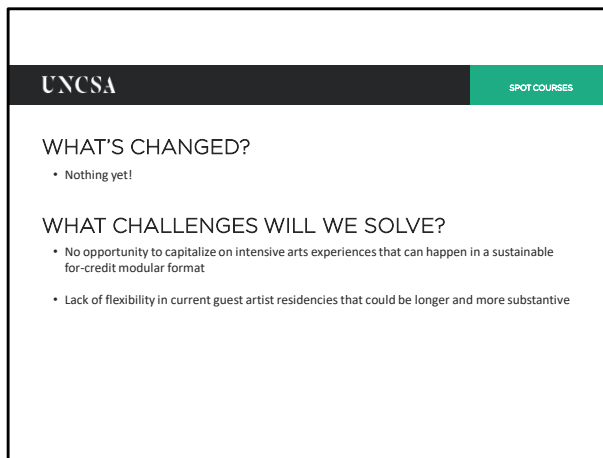 UNCSA
SPOT COURSES
WHAT'S CHANGED?
• Nothing yet!
WHAT CHALLENGES WILL WE SOLVE?
• No opportunity to capitalize on intensive arts experiences that can happen in a sustainable
for-credit modular format
• Lack of flexibility in current guest artist residencies that could be longer and more substantive